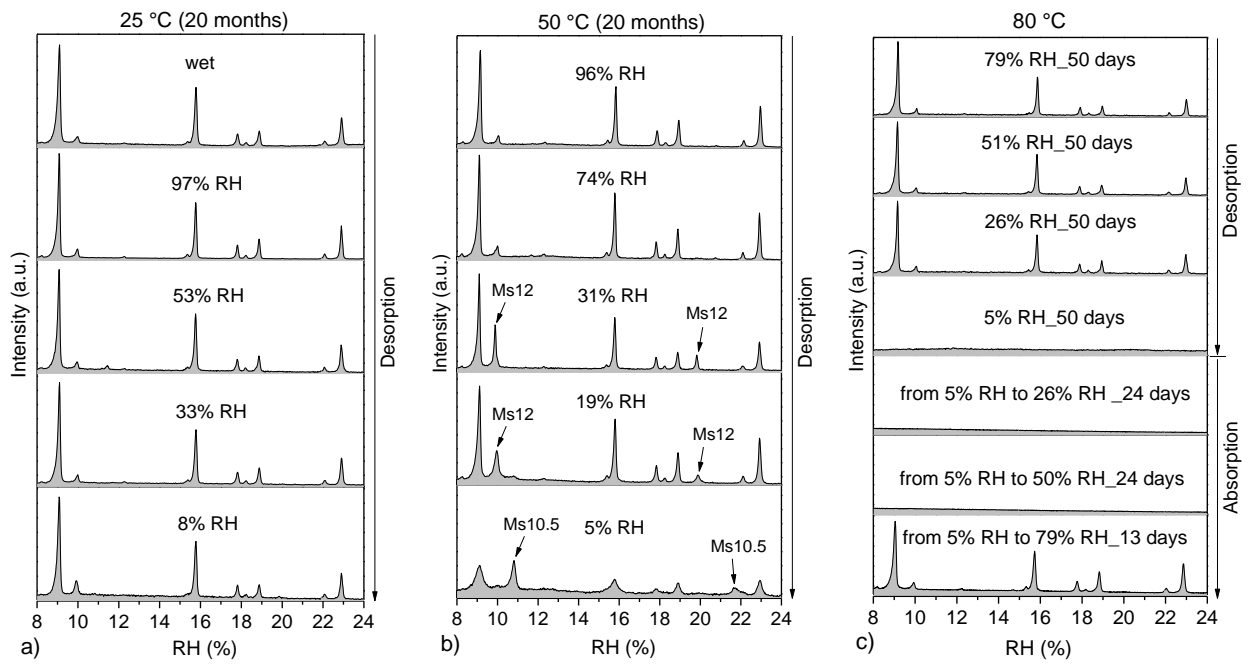 25 °C (20 months)
wet
97% RH
53% RH
33% RH
8% RH
Intensity (a.u.)
Desorption
8 10 12 14 16 18 20 22 24
RH (%)
a)
50 °C (20 months)
96% RH
74% RH
Ms12
31% RH
Ms12
Ms12
19% RH
Ms12
Ms10.5
5% RH
Ms10.5
Intensity (a.u.)
Desorption
8 10 12 14 16 18 20 22 24
RH (%)
b)
80 °C
79% RH_50 days
51% RH_50 days
26% RH_50 days
5% RH_50 days
from 5% RH to 26% RH _24 days
from 5% RH to 50% RH_24 days
from 5% RH to 79% RH_13 days
Intensity (a.u.)
Desorption
Absorption
8 10 12 14 16 18 20 22 24
RH (%)
c)